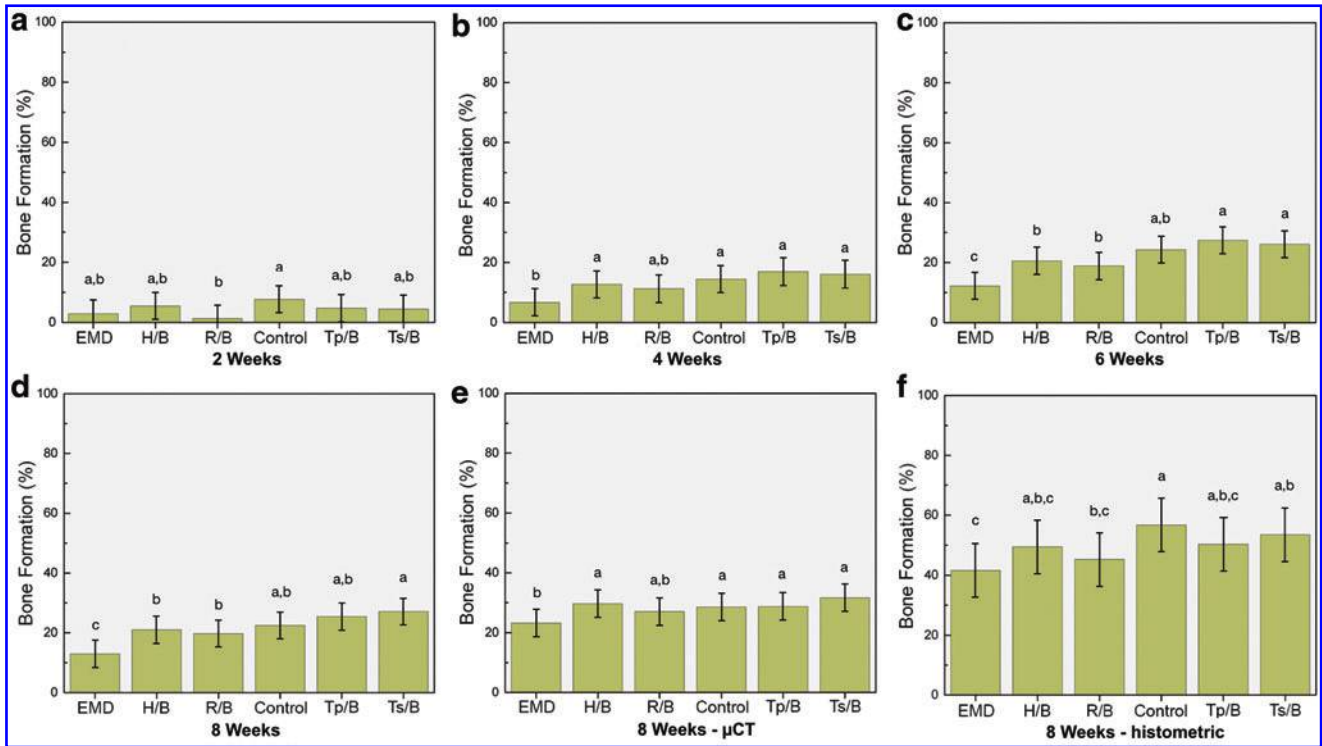 a
Bone Formation (%)
100
80
60
40
20
0
a,b a,b b a a,b a,b
EMD H/B R/B Control Tp/B Ts/B
2 Weeks
b
Bone Formation (%)
100
80
60
40
20
0
b a a,b a a a
EMD H/B R/B Control Tp/B Ts/B
4 Weeks
c
Bone Formation (%)
100
80
60
40
20
0
c b b a,b a a
EMD H/B R/B Control Tp/B Ts/B
6 Weeks
d
Bone Formation (%)
100
80
60
40
20
0
c b b a,b a,b a
EMD H/B R/B Control Tp/B Ts/B
8 Weeks
e
Bone Formation (%)
100
80
60
40
20
0
b a a,b a a a
EMD H/B R/B Control Tp/B Ts/B
8 Weeks - µCT
f
Bone Formation (%)
100
80
60
40
20
0
c a,b,c b,c a a,b,c a,b
EMD H/B R/B Control Tp/B Ts/B
8 Weeks - histometric